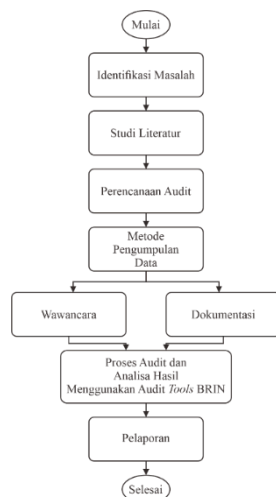 Mulai
Identifikasi Masalah
Studi Literatur
Perencanaan Audit
Metode
Pengumpulan
Data
Wawancara
Dokumentasi
Proses Audit dan
Analisa Hasil
Menggunakan Audit Tools BRIN
Pelaporan
Selesai